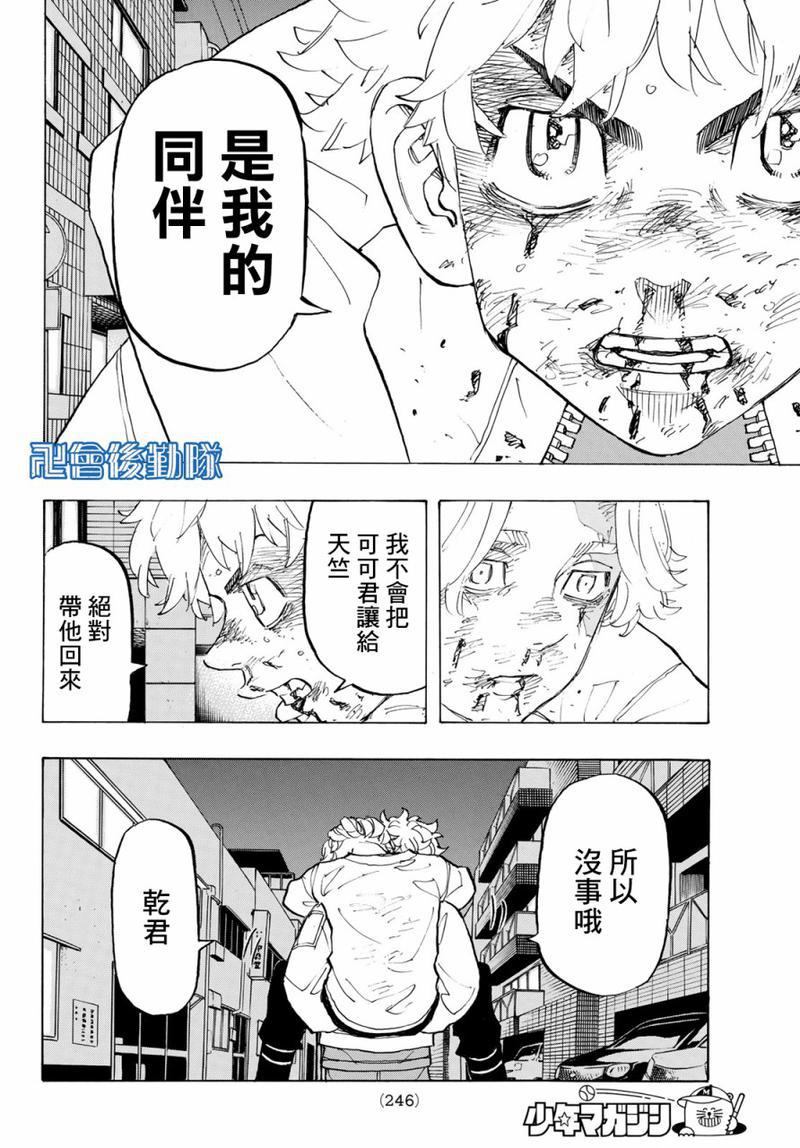 是我的
同伴
卍會後勤隊
我不會把
可可君讓給
天竺
絕對
帶他回來
所以
沒事哦
乾君
(246)
少年マガジン